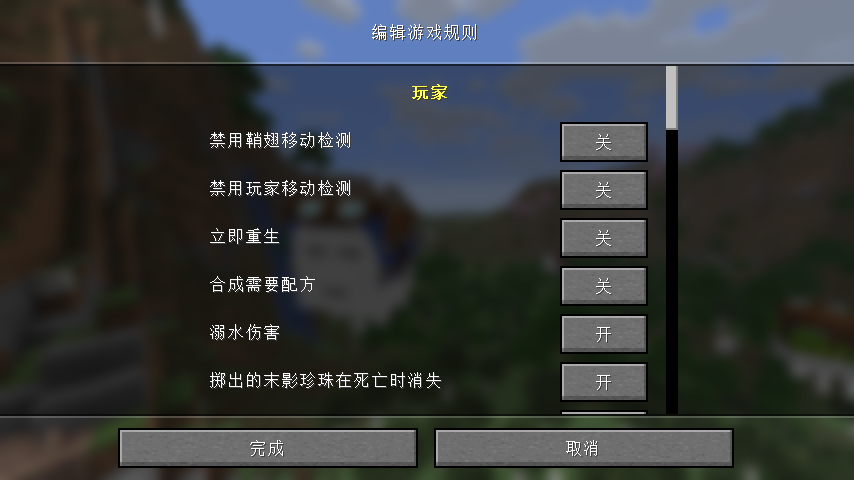 编辑游戏规则
玩家
禁用鞘翅移动检测 关
禁用玩家移动检测 关
立即重生 关
合成需要配方 关
溺水伤害 开
掷出的末影珍珠在死亡时消失 开
完成 取消